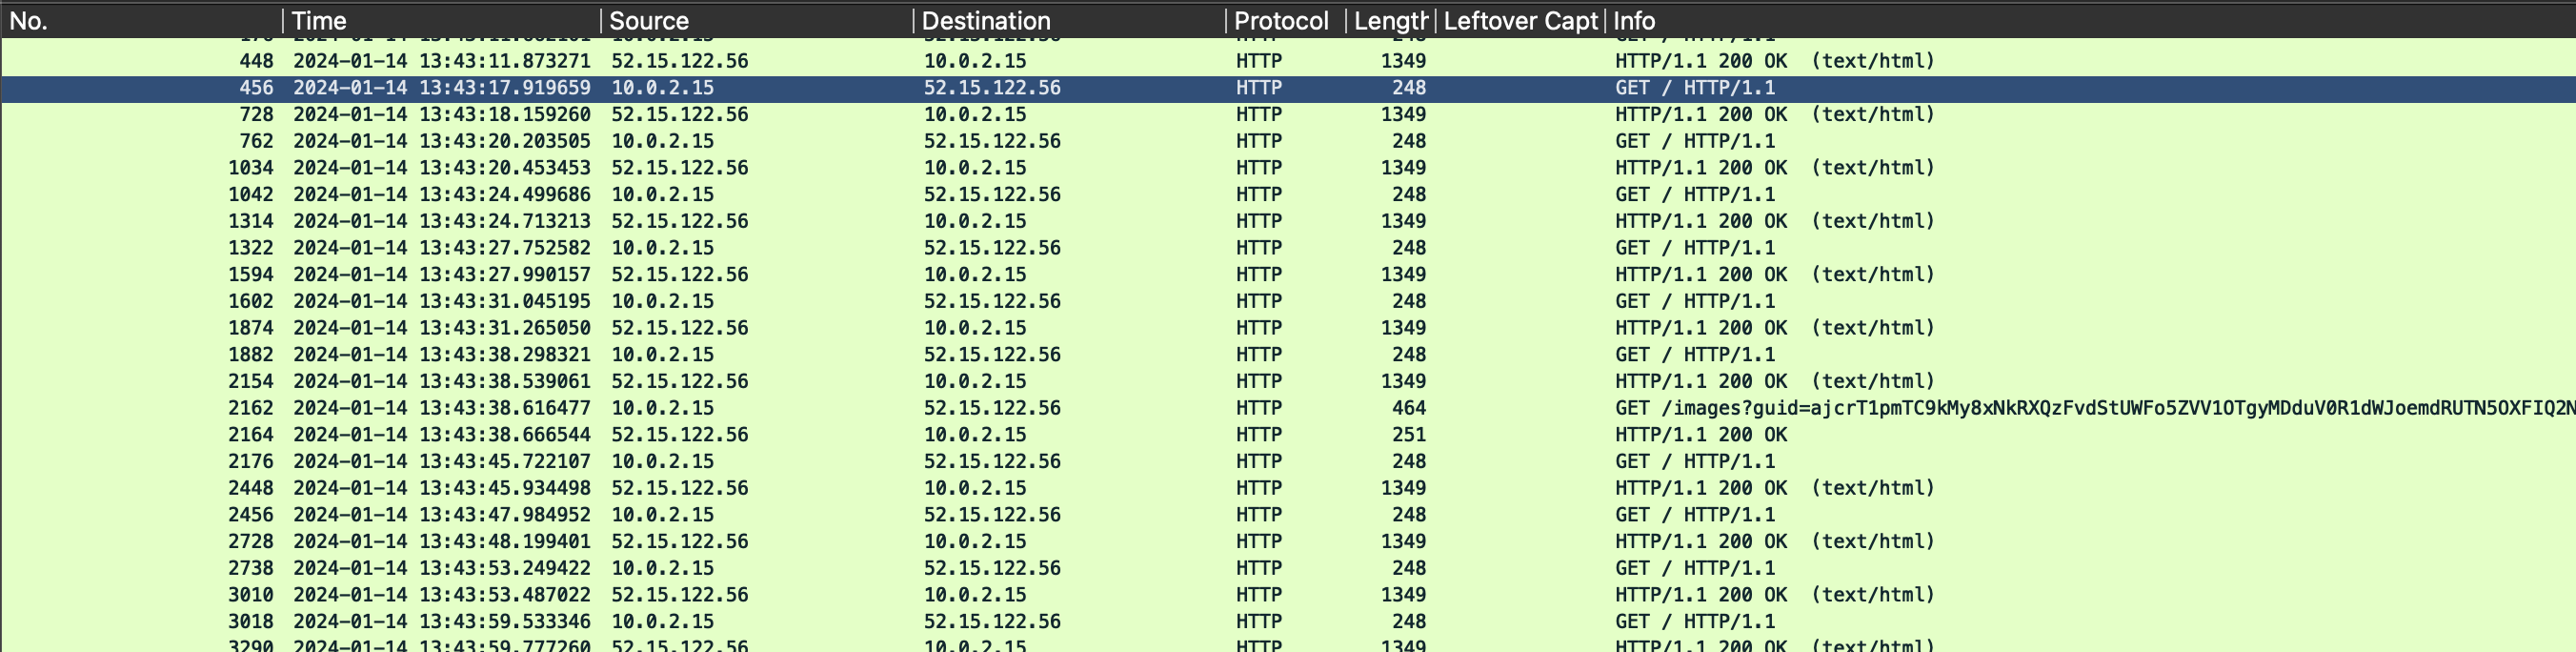 No. Time Source Destination Protocol Length Leftover Capt Info
448 2024-01-14 13:43:11.873271 52.15.122.56 10.0.2.15 HTTP 1349 HTTP/1.1 200 OK (text/html)
456 2024-01-14 13:43:17.919659 10.0.2.15 52.15.122.56 HTTP 248 GET / HTTP/1.1
728 2024-01-14 13:43:18.159260 52.15.122.56 10.0.2.15 HTTP 1349 HTTP/1.1 200 OK (text/html)
762 2024-01-14 13:43:20.203505 10.0.2.15 52.15.122.56 HTTP 248 GET / HTTP/1.1
1034 2024-01-14 13:43:20.453453 52.15.122.56 10.0.2.15 HTTP 1349 HTTP/1.1 200 OK (text/html)
1042 2024-01-14 13:43:24.499686 10.0.2.15 52.15.122.56 HTTP 248 GET / HTTP/1.1
1314 2024-01-14 13:43:24.713213 52.15.122.56 10.0.2.15 HTTP 1349 HTTP/1.1 200 OK (text/html)
1322 2024-01-14 13:43:27.752582 10.0.2.15 52.15.122.56 HTTP 248 GET / HTTP/1.1
1594 2024-01-14 13:43:27.990157 52.15.122.56 10.0.2.15 HTTP 1349 HTTP/1.1 200 OK (text/html)
1602 2024-01-14 13:43:31.045195 10.0.2.15 52.15.122.56 HTTP 248 GET / HTTP/1.1
1874 2024-01-14 13:43:31.265050 52.15.122.56 10.0.2.15 HTTP 1349 HTTP/1.1 200 OK (text/html)
1882 2024-01-14 13:43:38.298321 10.0.2.15 52.15.122.56 HTTP 248 GET / HTTP/1.1
2154 2024-01-14 13:43:38.539061 52.15.122.56 10.0.2.15 HTTP 1349 HTTP/1.1 200 OK (text/html)
2162 2024-01-14 13:43:38.616477 10.0.2.15 52.15.122.56 HTTP 464 GET /images?guid=ajcrT1pmTC9kMy8xNkRXQzFvdStUWFo5ZVV1OTgyMDduV0R1dWJoemdRUTN5OXFIQ2N
2164 2024-01-14 13:43:38.666544 52.15.122.56 10.0.2.15 HTTP 251 HTTP/1.1 200 OK
2176 2024-01-14 13:43:45.722107 10.0.2.15 52.15.122.56 HTTP 248 GET / HTTP/1.1
2448 2024-01-14 13:43:45.934498 52.15.122.56 10.0.2.15 HTTP 1349 HTTP/1.1 200 OK (text/html)
2456 2024-01-14 13:43:47.984952 10.0.2.15 52.15.122.56 HTTP 248 GET / HTTP/1.1
2728 2024-01-14 13:43:48.199401 52.15.122.56 10.0.2.15 HTTP 1349 HTTP/1.1 200 OK (text/html)
2738 2024-01-14 13:43:53.249422 10.0.2.15 52.15.122.56 HTTP 248 GET / HTTP/1.1
3010 2024-01-14 13:43:53.487022 52.15.122.56 10.0.2.15 HTTP 1349 HTTP/1.1 200 OK (text/html)
3018 2024-01-14 13:43:59.533346 10.0.2.15 52.15.122.56 HTTP 248 GET / HTTP/1.1
3290 2024-01-14 13:43:59.777260 52.15.122.56 10.0.2.15 HTTP 1349 HTTP/1.1 200 OK (text/html)